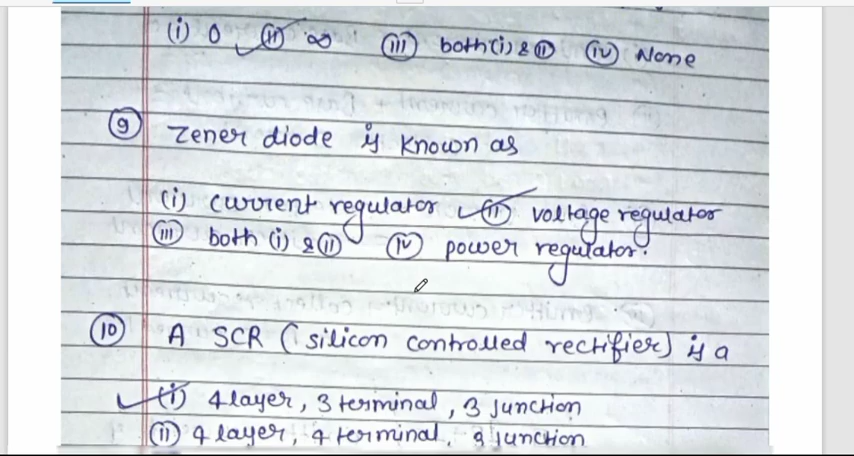 (i) 0 (ii) ∞ (iii) both (i) & (ii) (iv) None
(9) Zener diode is known as
(i) current regulator (ii) voltage regulator
(iii) both (i) & (ii) (iv) power regulator.
(10) A SCR (silicon controlled rectifier) is a
(i) 4 layer, 3 terminal, 3 junction
(ii) 4 layer, 4 terminal, 3 junction